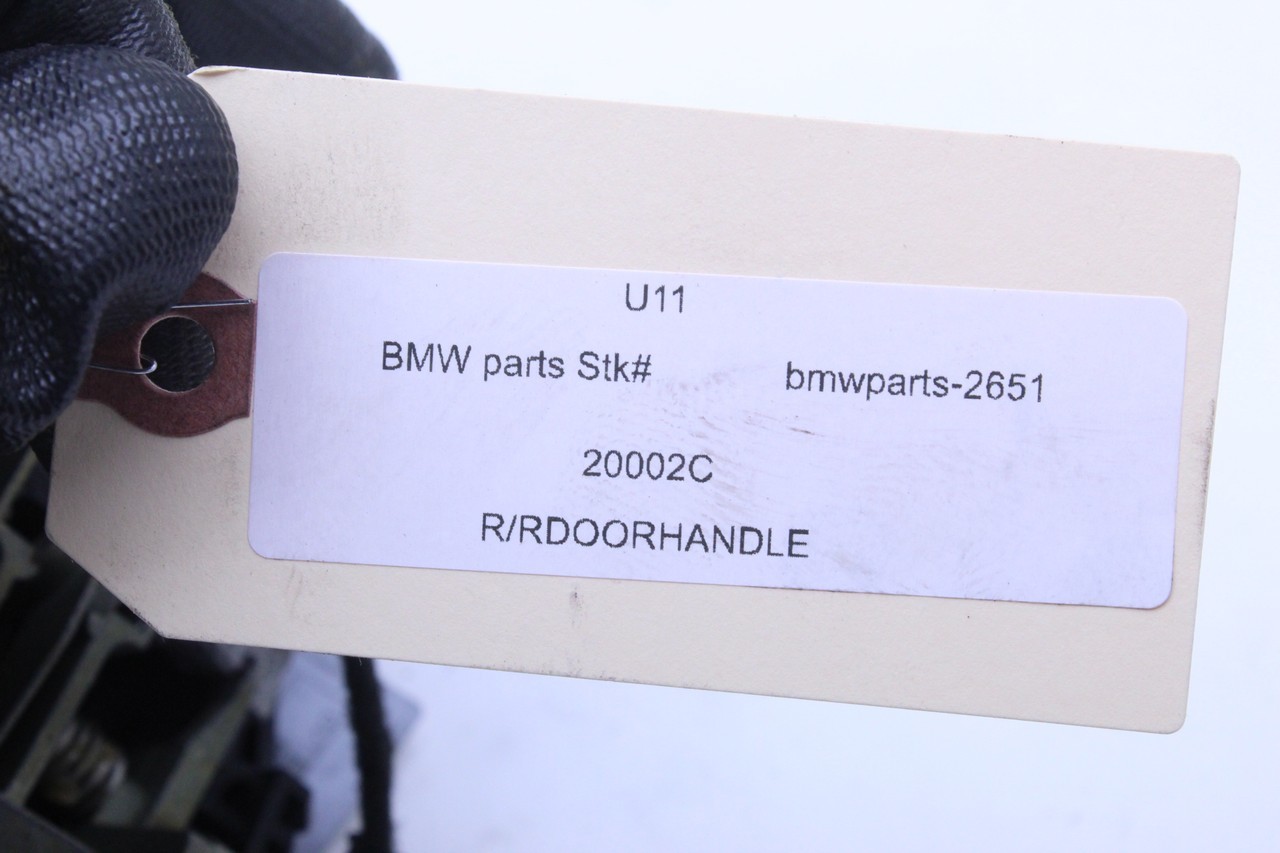 U11
BMW parts Stk# bmwparts-2651
20002C
R/RDOORHANDLE